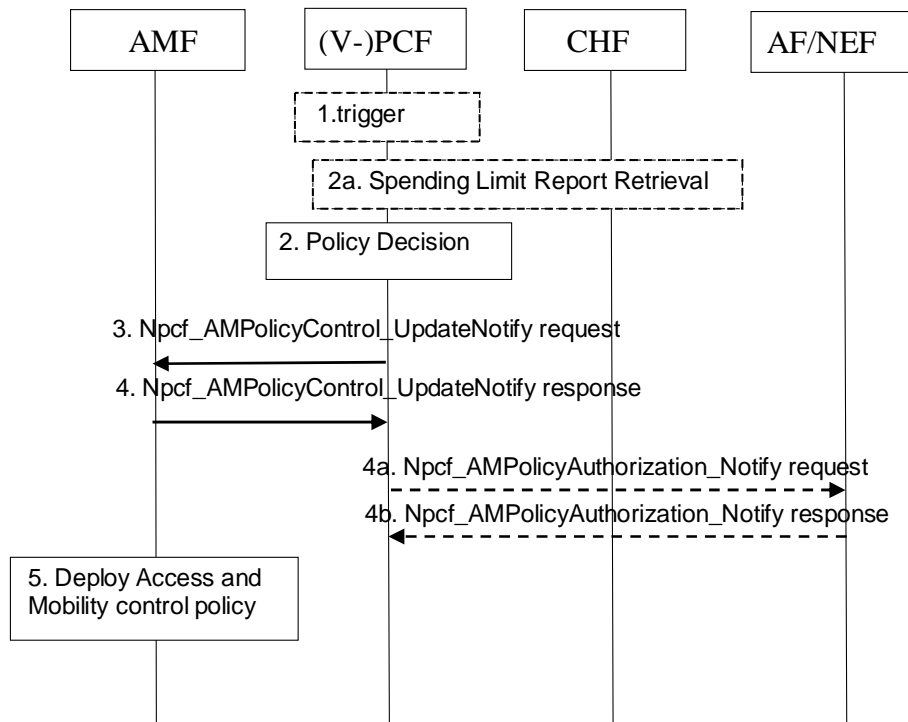 AMF
(V-)PCF
CHF
AF/NEF
1.trigger
2a. Spending Limit Report Retrieval
2. Policy Decision
3. Npcf_AMPolicyControl_UpdateNotify request
4. Npcf_AMPolicyControl_UpdateNotify response
4a. Npcf_AMPolicyAuthorization_Notify request
4b. Npcf_AMPolicyAuthorization_Notify response
5. Deploy Access and
Mobility control policy